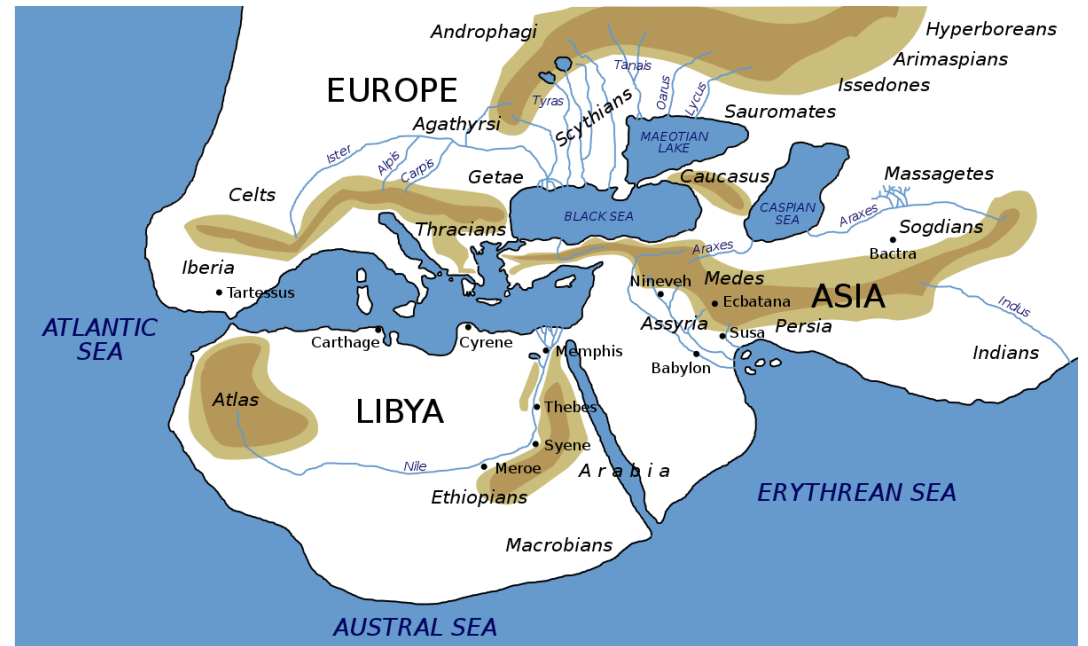 Androphagi
Hyperboreans
Arimaspians
Issedones
Tanais
EUROPE
Tyras
Scythians
Oarus
Lycus
Sauromates
Agathyrsi
MAEOTIAN
LAKE
Ister
Alpis
Carpis
Getae
Caucasus
Massagetes
Celts
Thracians
BLACK SEA
CASPIAN
SEA
Araxes
Sogdians
Bactra
Araxes
Iberia
Tartessus
Nineveh
Medes
Ecbatana
ASIA
Indus
ATLANTIC
SEA
Carthage
Cyrene
Memphis
Assyria
Susa
Persia
Babylon
Indians
Atlas
LIBYA
Thebes
Syene
Nile
Meroe
Arabia
Ethiopians
ERYTHREAN SEA
Macrobians
AUSTRAL SEA